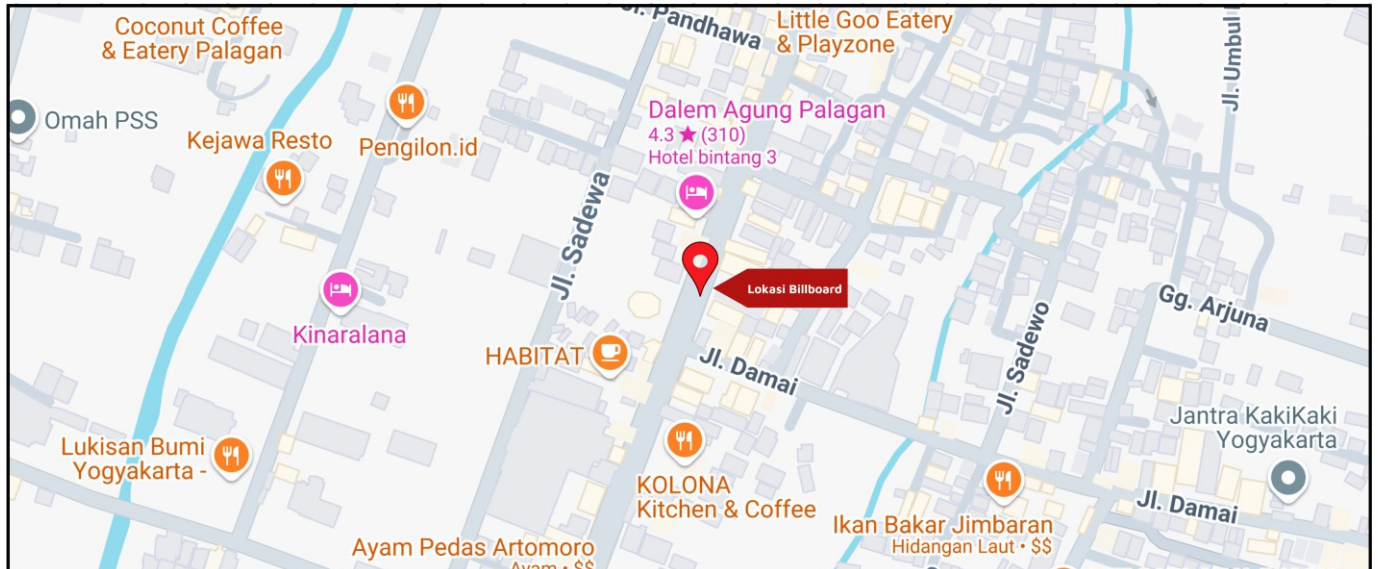 Coconut Coffee
& Eatery Palagan
Jl. Pandhawa
Little Goo Eatery
& Playzone
Jl. Umbul
Omah PSS
Kejawa Resto
Pengilon.id
Dalem Agung Palagan
4.3 ★ (310)
Hotel bintang 3
Jl. Sadewa
Lokasi Billboard
Kinaralana
HABITAT
Jl. Damai
Jl. Sadewo
Gg. Arjuna
Jantra KakiKaki
Yogyakarta
Lukisan Bumi
Yogyakarta -
KOLONA
Kitchen & Coffee
Ikan Bakar Jimbaran
Hidangan Laut • $$
Jl. Damai
Ayam Pedas Artomoro
Ayam • $$